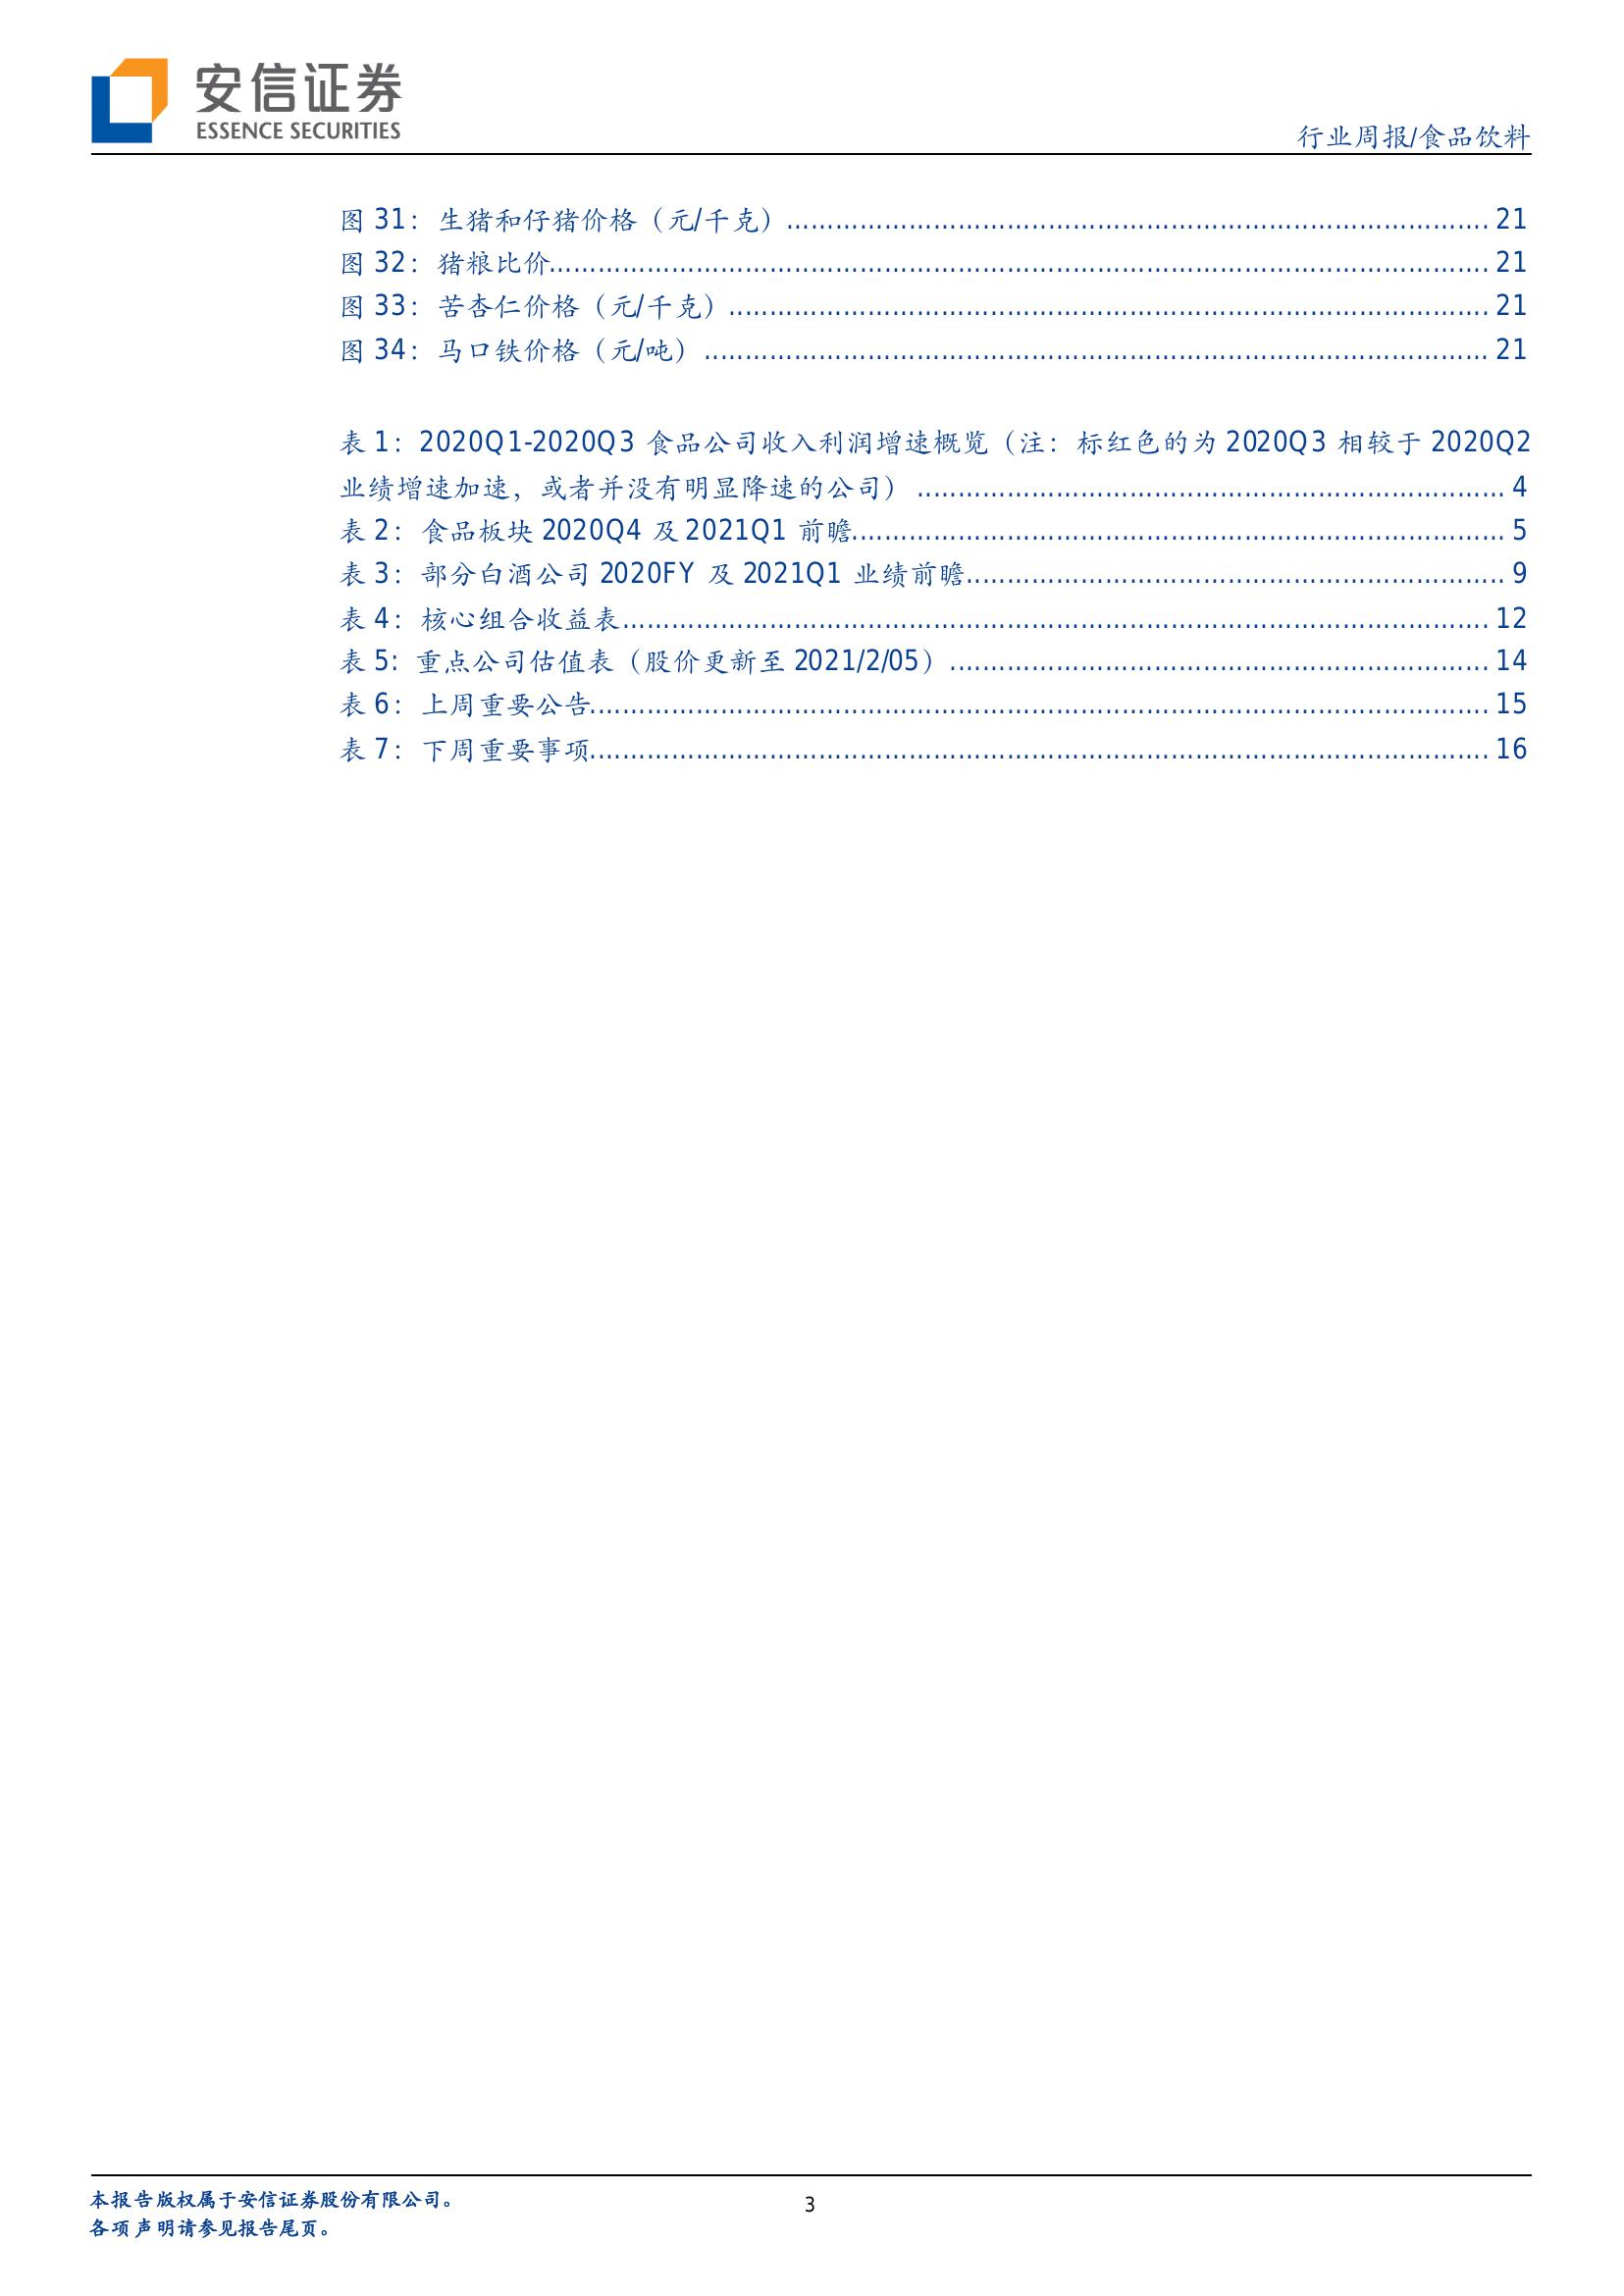 安信证券
ESSENCE SECURITIES
行业周报/食品饮料
图 31：生猪和仔猪价格（元/千克）........................................................................ 21
图 32：猪粮比价........................................................................ 21
图 33：苦杏仁价格（元/千克）........................................................................ 21
图 34：马口铁价格（元/吨）........................................................................ 21
表 1：2020Q1-2020Q3 食品公司收入利润增速概览（注：标红色的为 2020Q3 相较于 2020Q2
业绩增速加速，或者并没有明显降速的公司）........................................................................ 4
表 2：食品板块 2020Q4 及 2021Q1 前瞻........................................................................ 5
表 3：部分白酒公司 2020FY 及 2021Q1 业绩前瞻........................................................................ 9
表 4：核心组合收益表........................................................................ 12
表 5: 重点公司估值表（股价更新至 2021/2/05）........................................................................ 14
表 6：上周重要公告........................................................................ 15
表 7：下周重要事项........................................................................ 16
本报告版权属于安信证券股份有限公司。
各项声明请参见报告尾页。
3